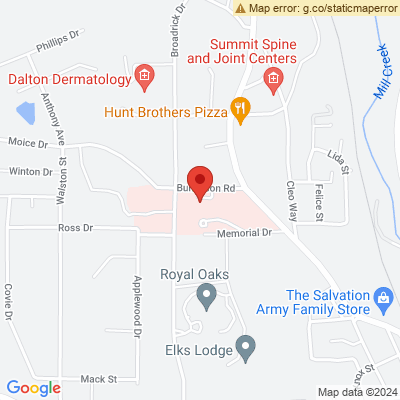 Map error: g.co/staticmaperror
Phillips Dr
Broadrick Dr
Summit Spine
and Joint Centers
Dalton Dermatology
Mill Creek
Hunt Brothers Pizza
Anthony Ave
Moice Dr
Walston St
Lida St
Winton Dr
Rd
Cleo Way
Felice St
Ross Dr
Memorial Dr
Royal Oaks
Covie Dr
Applewood Dr
The Salvation
Army Family Store
Elks Lodge
Mack St
nox St
Google
Map data ©2024